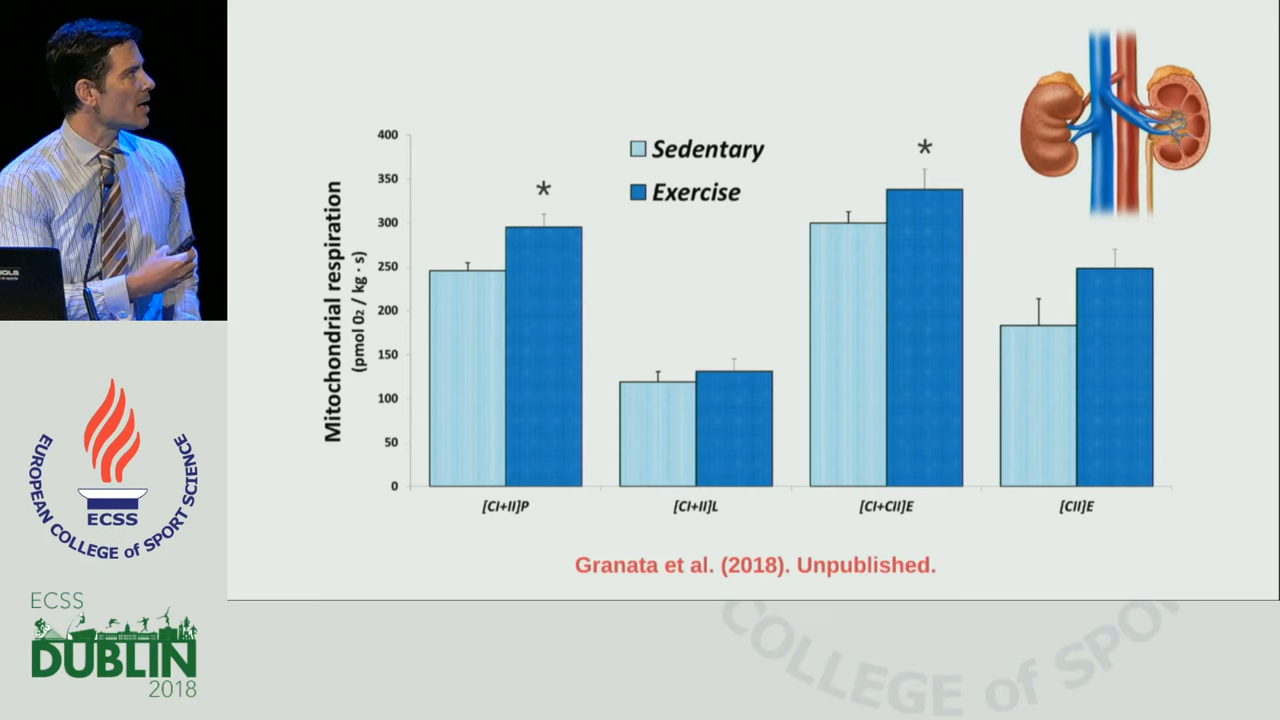 400
350
300
250
200
150
100
50
0
Mitochondrial respiration
(pmol 02 / kg · s)
Sedentary
Exercise
*
*
[CI+II]P
[CI+II]L
[CI+CII]E
[CII]E
Granata et al. (2018). Unpublished.
EUROPEAN COLLEGE of SPORT SCIENCE
ECSS
ECSS
DUBLIN
2018
COLLEGE of SPOR